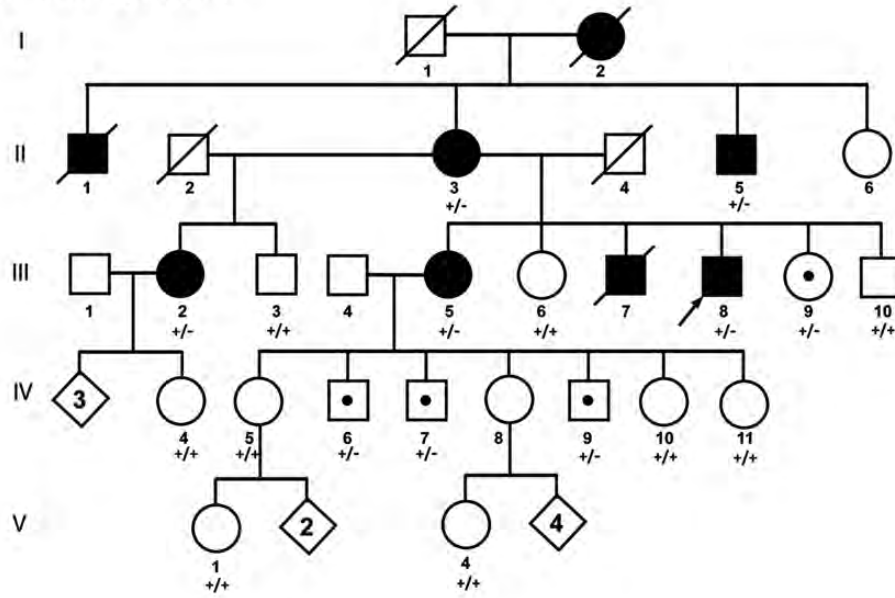 I
1 2
II
1 2 3 4 5 6
+/- +/-
III
1 2 3 4 5 6 7 8 9 10
+/- +/+ +/- +/+ +/- +/- +/+
IV
3
4 5 6 7 8 9 10 11
+/+ +/+ +/- +/- +/- +/+ +/+
V
2 4
1 4
+/+ +/+